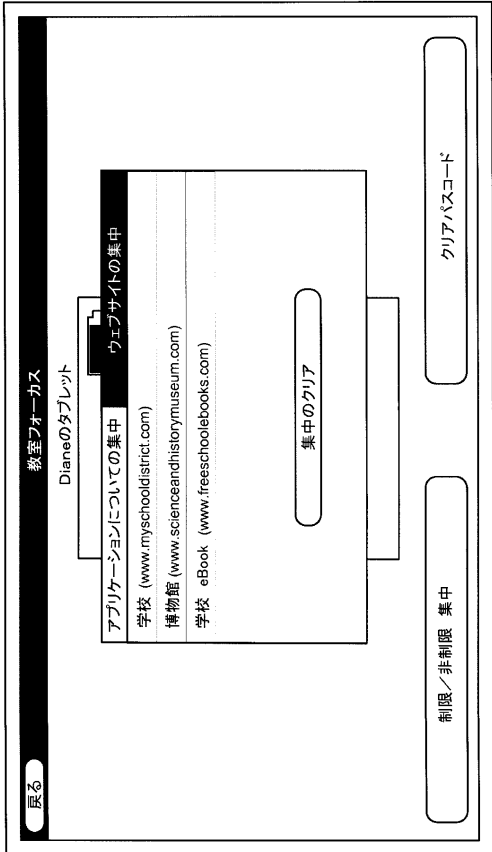 戻る
教室フォーカス
Dianeのタブレット
アプリケーションについての集中
ウェブサイトの集中
学校 (www.myschooldistrict.com)
博物館 (www.scienceandhistorymuseum.com)
学校 eBook (www.freeschoolebooks.com)
集中のクリア
制限/非制限 集中
クリアパスコード